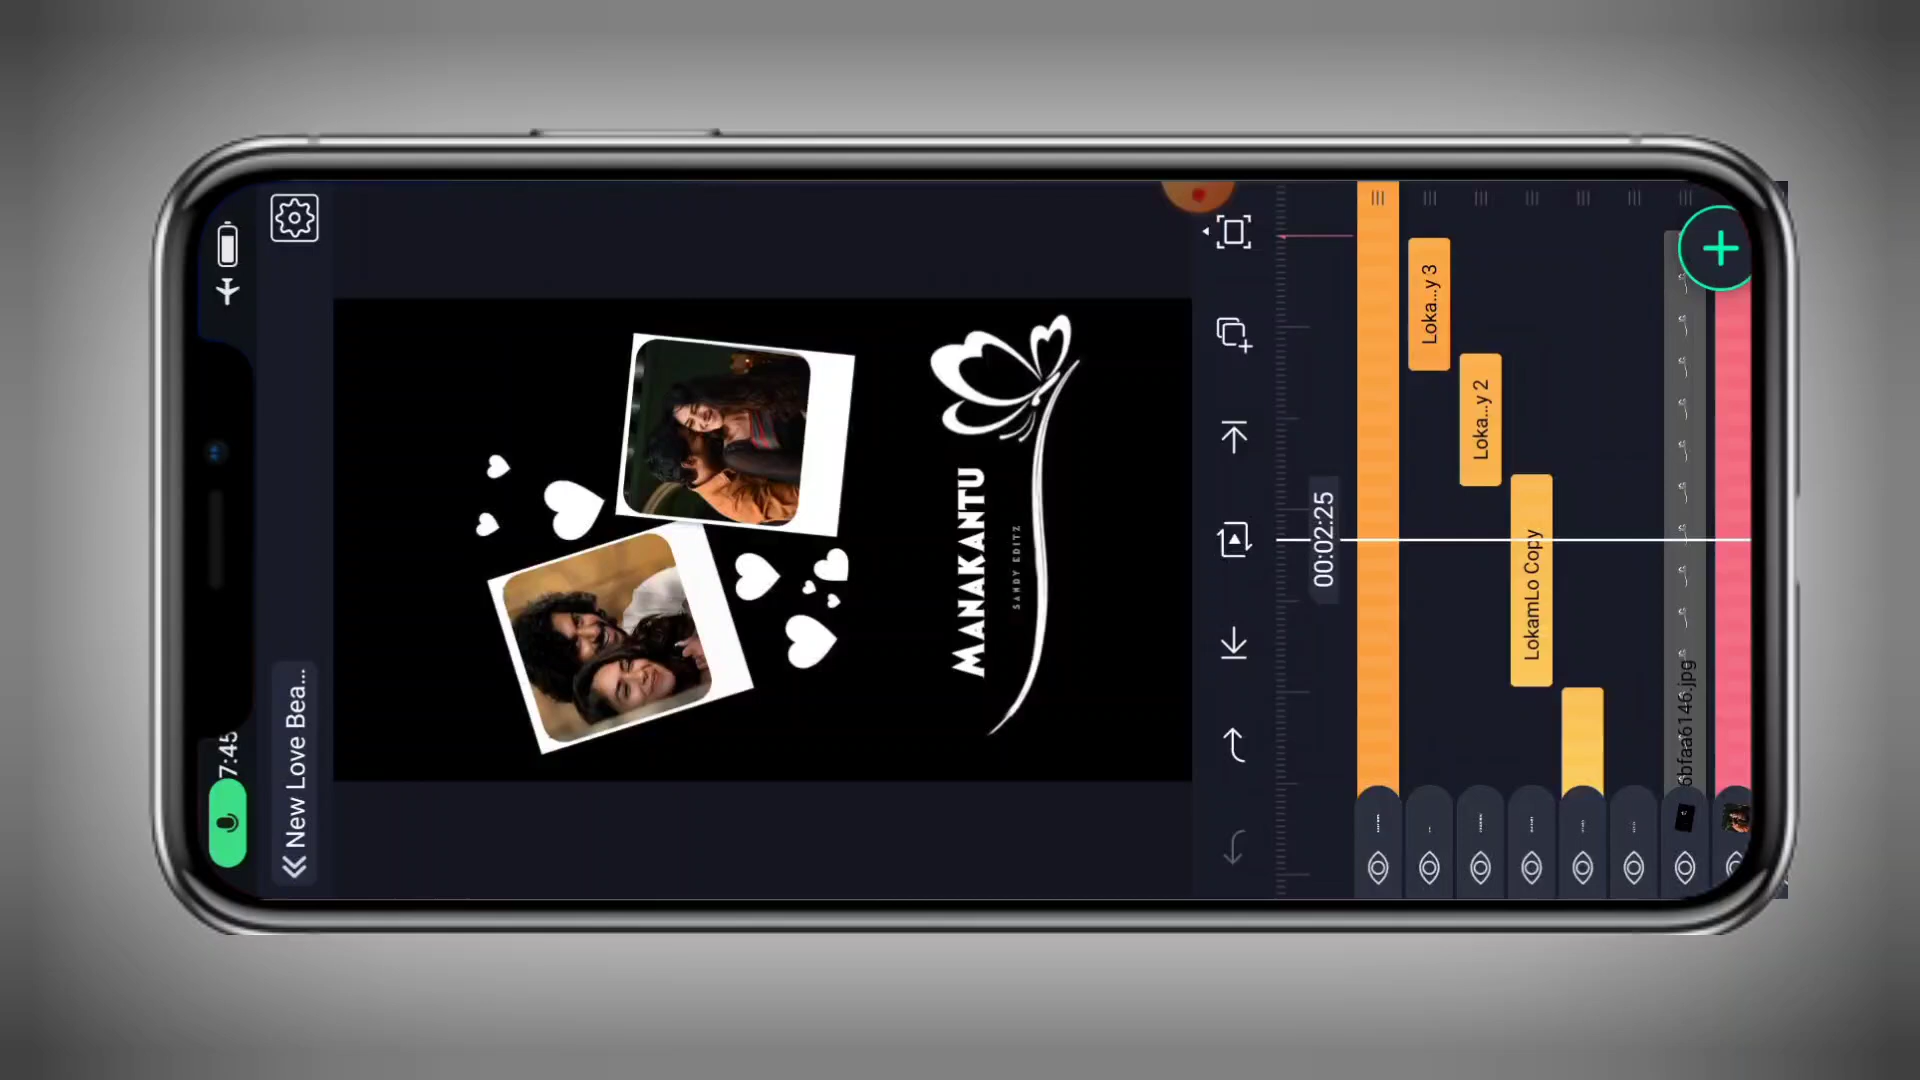 7:45
New Love Bea...
MANAKANTU
SANDY EDITZ
00:02:25
Loka...y 3
Loka...y 2
LokamLo Copy
6bfaa6146.jpg